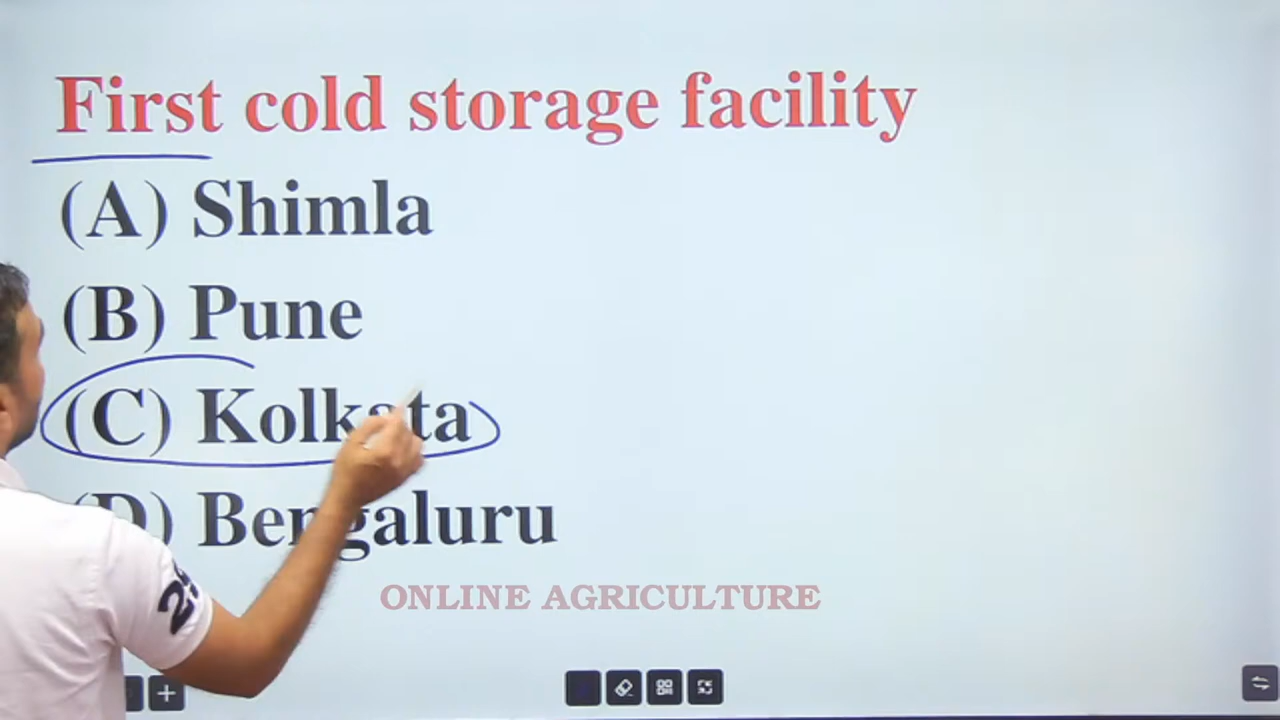 First cold storage facility
(A) Shimla
(B) Pune
(C) Kolkata
(D) Bengaluru
ONLINE AGRICULTURE